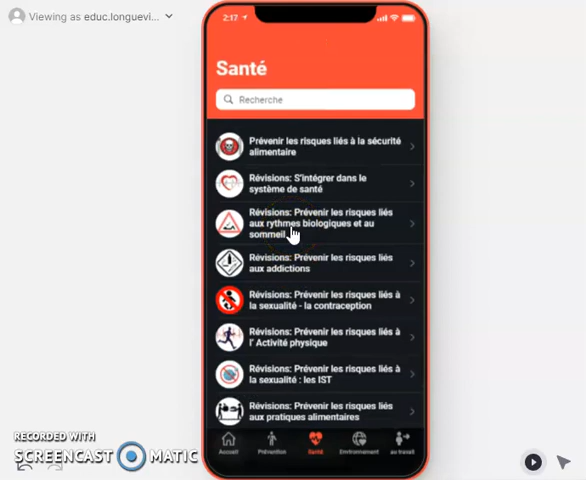 Viewing as educ.longuevi...
2:17
Santé
Recherche
Prévenir les risques liés à la sécurité
alimentaire
Révisions: S'intégrer dans le
système de santé
Révisions: Prévenir les risques liés
aux rythmes biologiques et au
sommeil
Révisions: Prévenir les risques liés
aux addictions
Révisions: Prévenir les risques liés à
la sexualité - la contraception
Révisions: Prévenir les risques liés à
l' Activité physique
Révisions: Prévenir les risques liés à
la sexualité : les IST
Révisions: Prévenir les risques liés
aux pratiques alimentaires
Accueil Prévention Santé Environnement au travail
RECORDED WITH
SCREENCAST MATIC